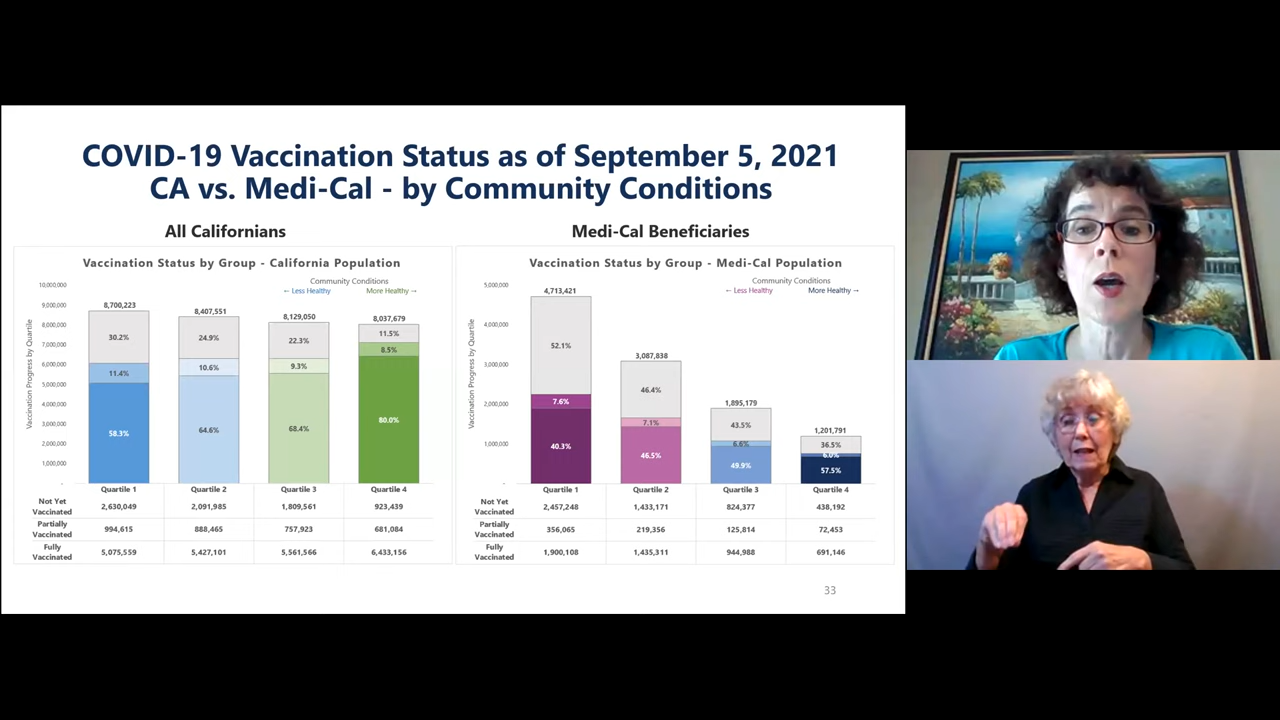 COVID-19 Vaccination Status as of September 5, 2021
CA vs. Medi-Cal - by Community Conditions
All Californians
Vaccination Status by Group - California Population
Community Conditions
← Less Healthy More Healthy →
Vaccination Progress by Quartile
10,000,000
9,000,000
8,000,000
7,000,000
6,000,000
5,000,000
4,000,000
3,000,000
2,000,000
1,000,000
-
8,700,223
30.2%
11.4%
58.3%
8,407,551
24.9%
10.6%
64.6%
8,129,050
22.3%
9.3%
68.4%
8,037,679
11.5%
8.5%
80.0%
Quartile 1 Quartile 2 Quartile 3 Quartile 4
Not Yet Vaccinated 2,630,049 2,091,985 1,809,561 923,439
Partially Vaccinated 994,615 888,465 757,923 681,084
Fully Vaccinated 5,075,559 5,427,101 5,561,566 6,433,156
Medi-Cal Beneficiaries
Vaccination Status by Group - Medi-Cal Population
Community Conditions
← Less Healthy More Healthy →
Vaccination Progress by Quartile
5,000,000
4,000,000
3,000,000
2,000,000
1,000,000
-
4,713,421
52.1%
7.6%
40.3%
3,087,838
46.4%
7.1%
46.5%
1,895,179
43.5%
6.6%
49.9%
1,201,791
36.5%
6.0%
57.5%
Quartile 1 Quartile 2 Quartile 3 Quartile 4
Not Yet Vaccinated 2,457,248 1,433,171 824,377 438,192
Partially Vaccinated 356,065 219,356 125,814 72,453
Fully Vaccinated 1,900,108 1,435,311 944,988 691,146
33